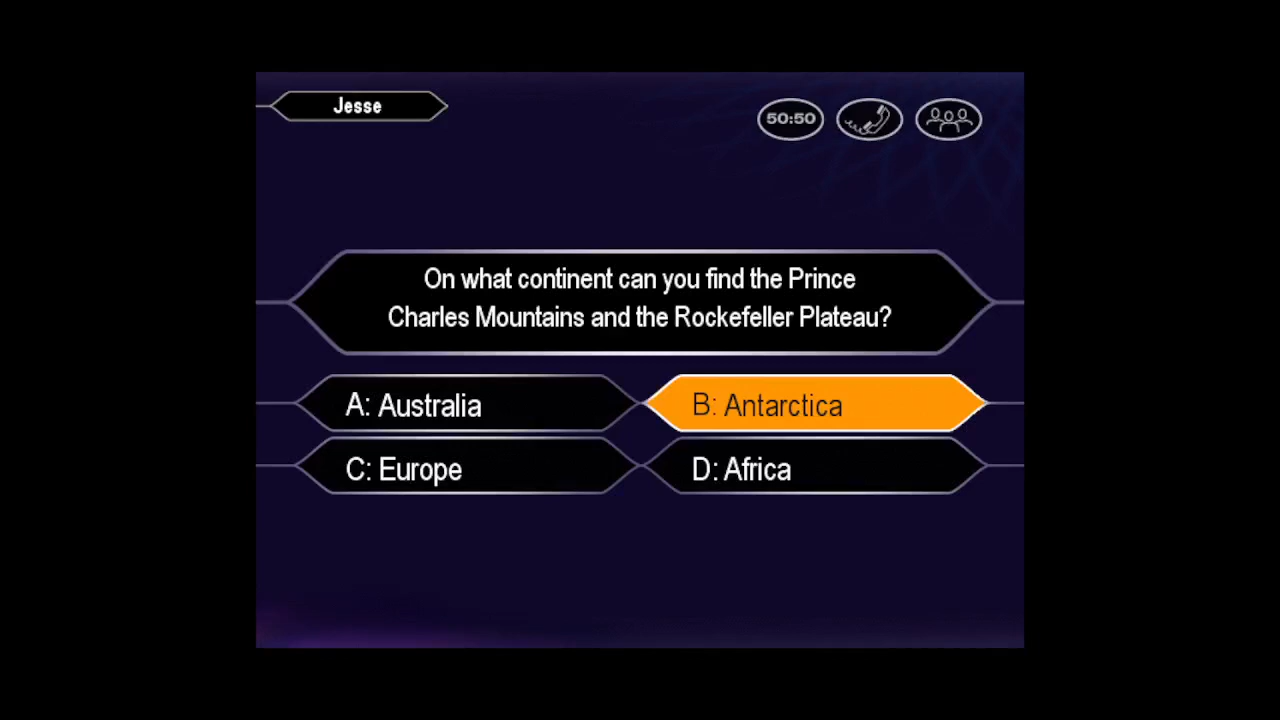 Jesse
50:50
On what continent can you find the Prince
Charles Mountains and the Rockefeller Plateau?
A: Australia
B: Antarctica
C: Europe
D: Africa